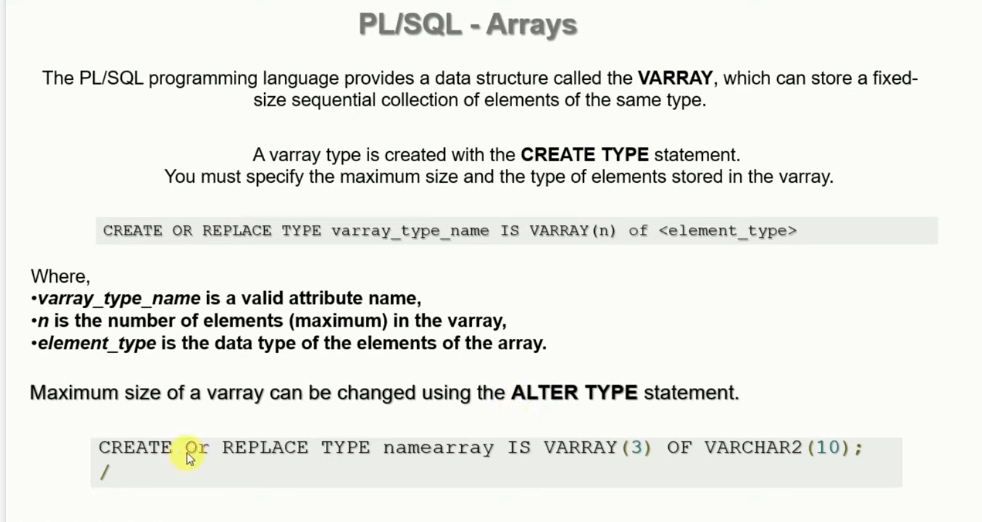 PL/SQL - Arrays
The PL/SQL programming language provides a data structure called the VARRAY, which can store a fixed-
size sequential collection of elements of the same type.
A varray type is created with the CREATE TYPE statement.
You must specify the maximum size and the type of elements stored in the varray.
CREATE OR REPLACE TYPE varray_type_name IS VARRAY(n) of <element_type>
Where,
•varray_type_name is a valid attribute name,
•n is the number of elements (maximum) in the varray,
•element_type is the data type of the elements of the array.
Maximum size of a varray can be changed using the ALTER TYPE statement.
CREATE Or REPLACE TYPE namearray IS VARRAY(3) OF VARCHAR2(10);
/